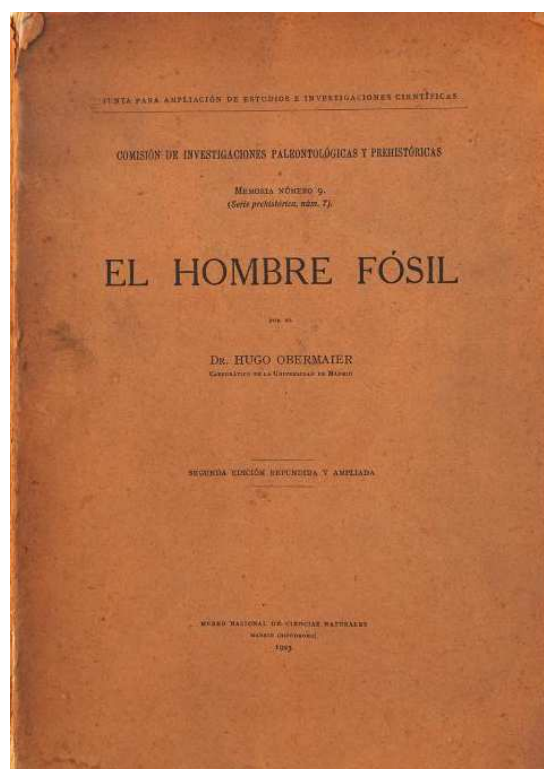 JUNTA PARA AMPLIACIÓN DE ESTUDIOS E INVESTIGACIONES CIENTÍFICAS
COMISIÓN DE INVESTIGACIONES PALEONTOLÓGICAS Y PREHISTÓRICAS
MEMORIA NÚMERO 9.
(Serie prehistórica, núm. 7).
EL HOMBRE FÓSIL
POR EL
DR. HUGO OBERMAIER
CATEDRÁTICO DE LA UNIVERSIDAD DE MADRID
SEGUNDA EDICIÓN REFUNDIDA Y AMPLIADA
MUSEO NACIONAL DE CIENCIAS NATURALES
MADRID (HIPÓDROMO)
1925